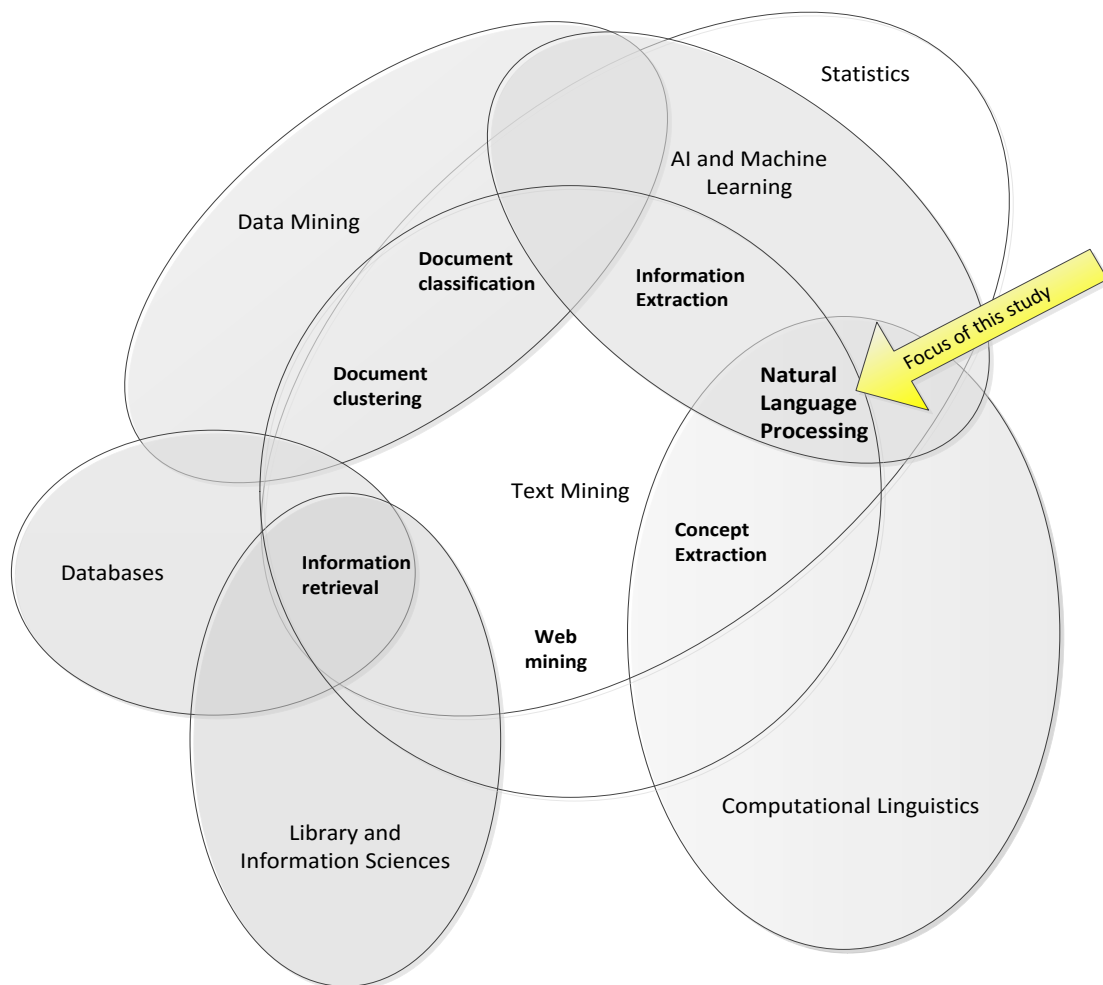 Statistics
AI and Machine
Learning
Data Mining
Document
classification
Information
Extraction
Focus of this study
Document
clustering
Natural
Language
Processing
Text Mining
Concept
Extraction
Databases
Information
retrieval
Web
mining
Computational Linguistics
Library and
Information Sciences